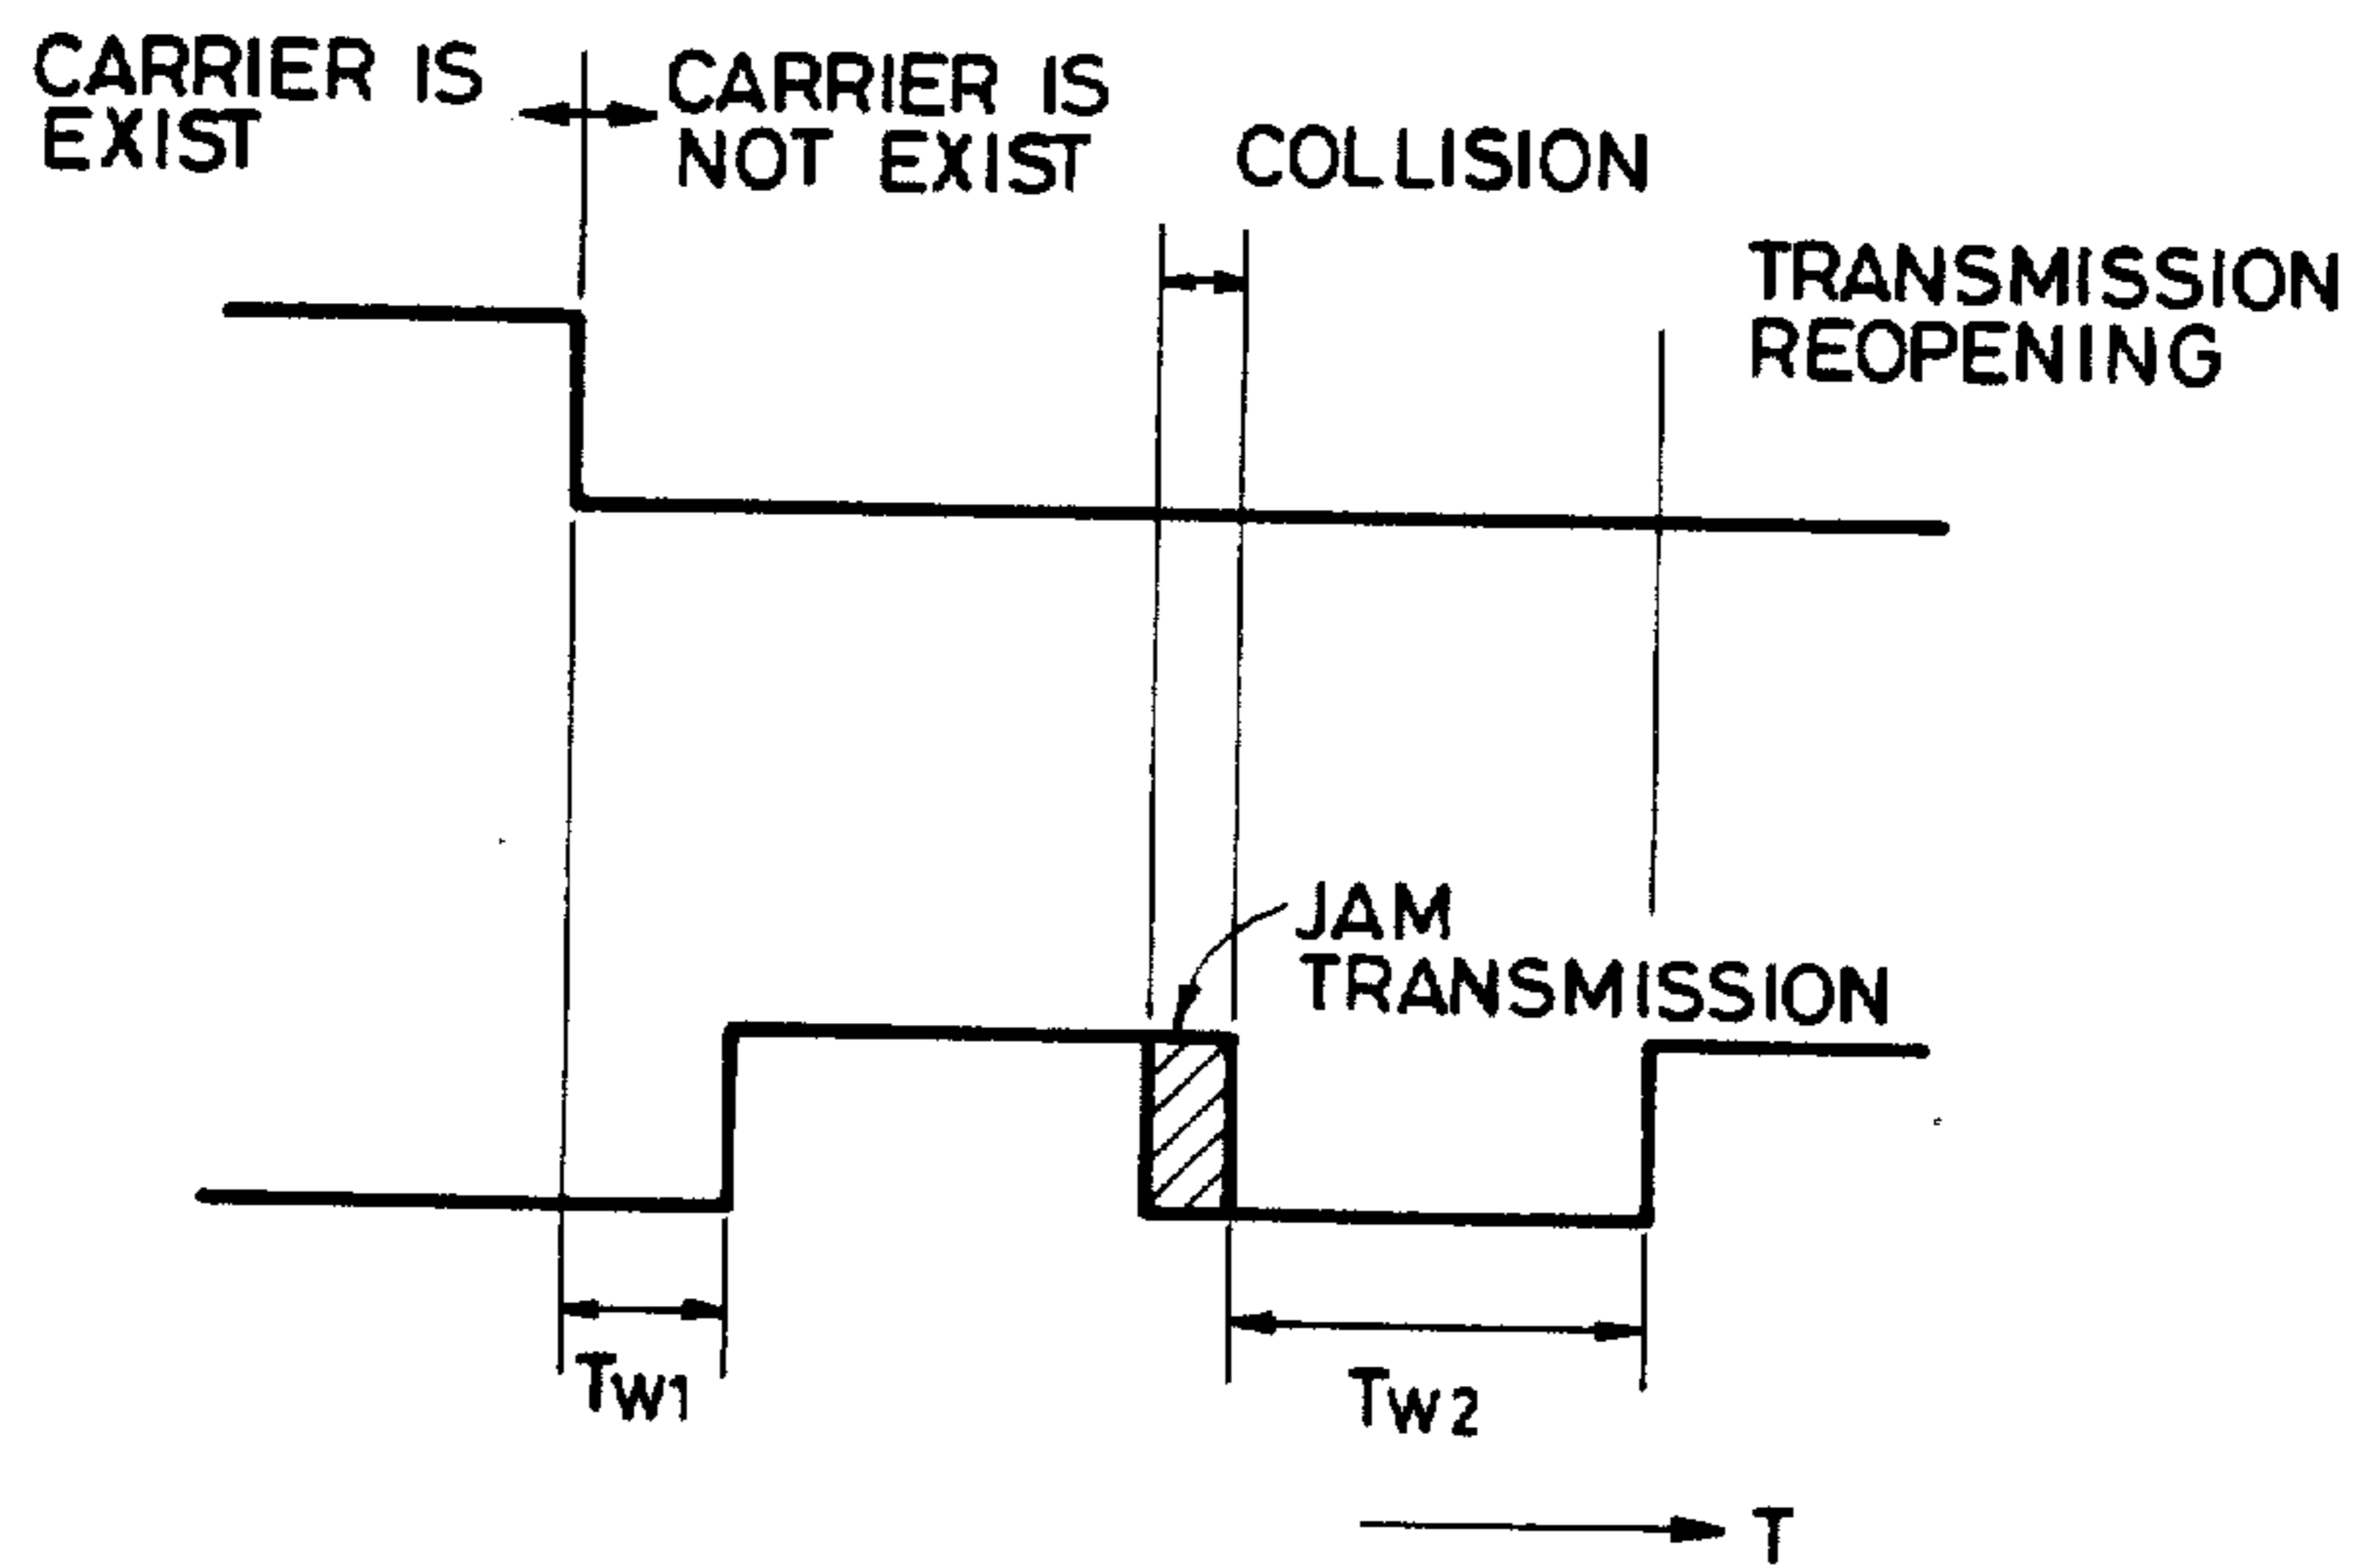 CARRIER IS
EXIST
CARRIER IS
NOT EXIST
COLLISION
TRANSMISSION
REOPENING
JAM
TRANSMISSION
TW1
TW2
T